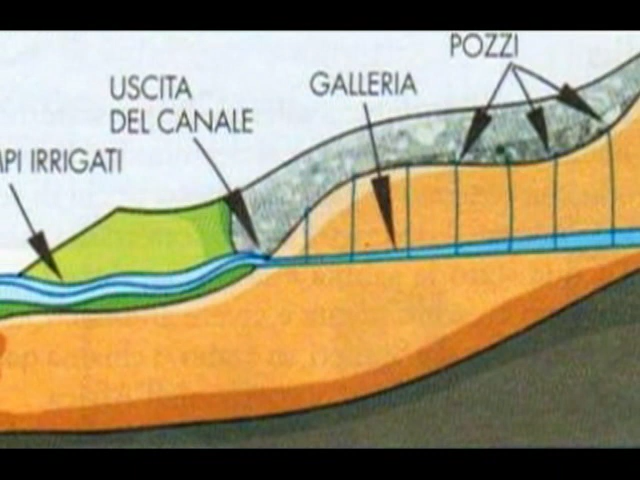 POZZI
GALLERIA
USCITA
DEL CANALE
MPI IRRIGATI